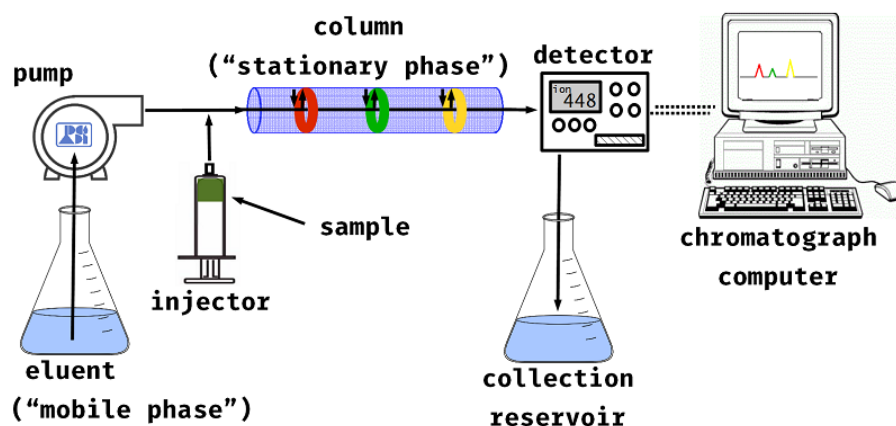 column
("stationary phase")
pump
detector
ion
448
sample
injector
chromatograph
computer
eluent
("mobile phase")
collection
reservoir